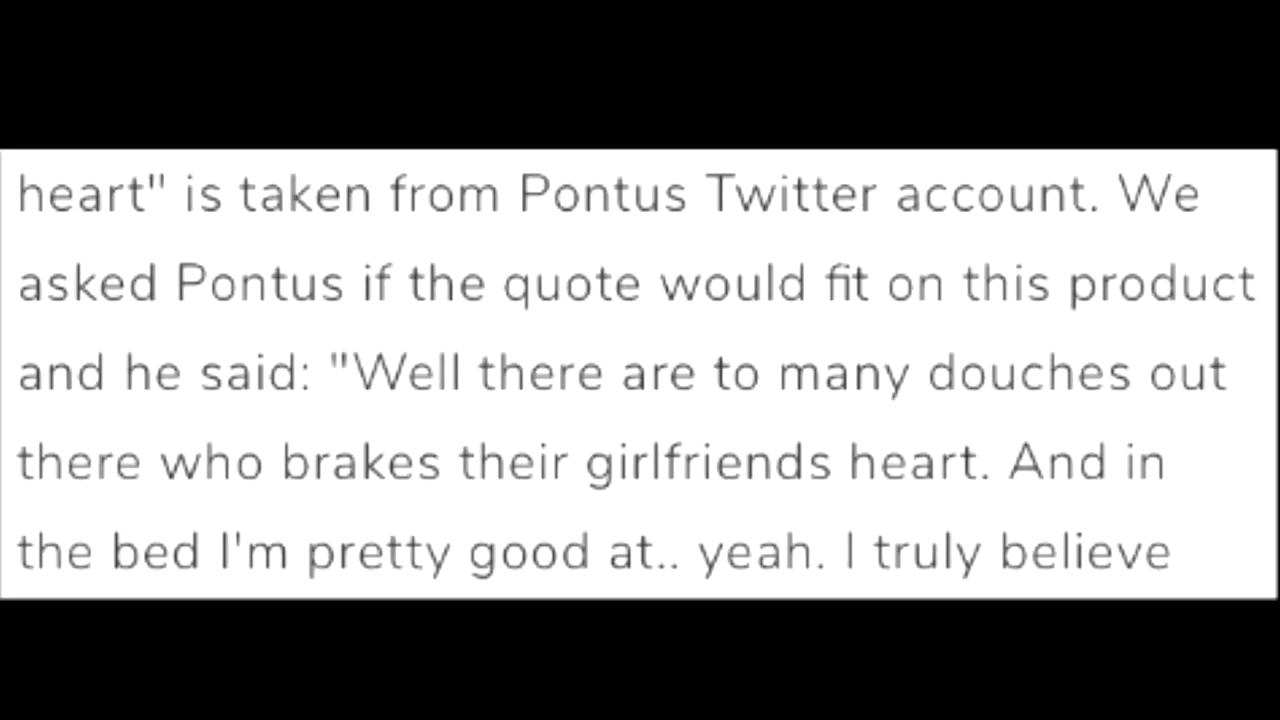 heart" is taken from Pontus Twitter account. We
asked Pontus if the quote would fit on this product
and he said: "Well there are to many douches out
there who brakes their girlfriends heart. And in
the bed I'm pretty good at.. yeah. I truly believe